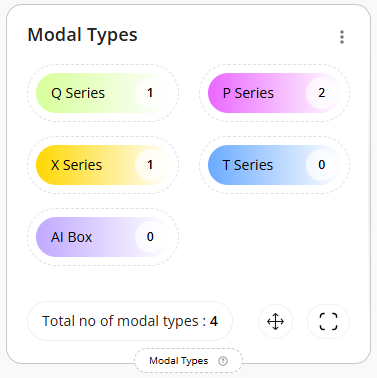 Modal Types
Q Series 1
P Series 2
X Series 1
T Series 0
AI Box 0
Total no of modal types : 4
Modal Types ?